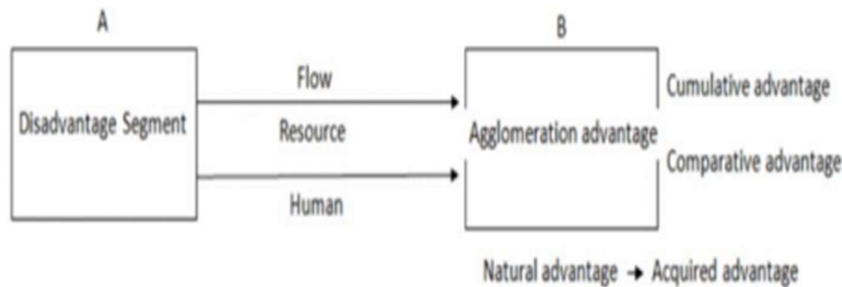 A
B
Flow
Cumulative advantage
Disadvantage Segment
Resource
Agglomeration advantage
Comparative advantage
Human
Natural advantage → Acquired advantage